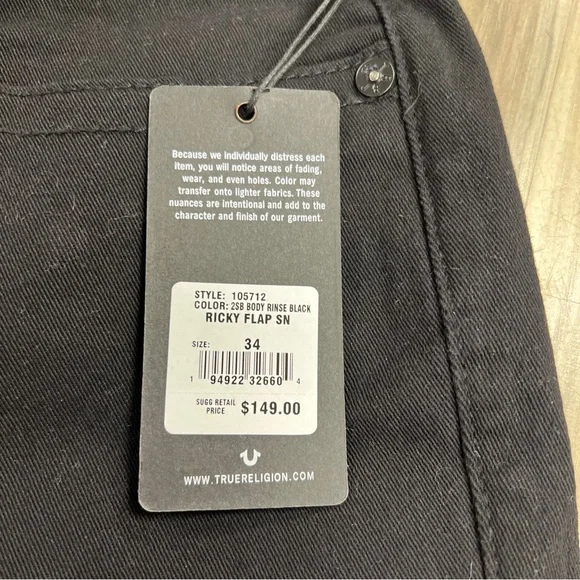 Because we individually distress each
item, you will notice areas of fading,
wear, and even holes. Color may
transfer onto lighter fabrics. These
nuances are intentional and add to the
character and finish of our garment.
STYLE: 105712
COLOR: 2SB BODY RINSE BLACK
RICKY FLAP SN
SIZE: 34
1 94922 32660 4
SUGG RETAIL
PRICE $149.00
WWW.TRUERELIGION.COM